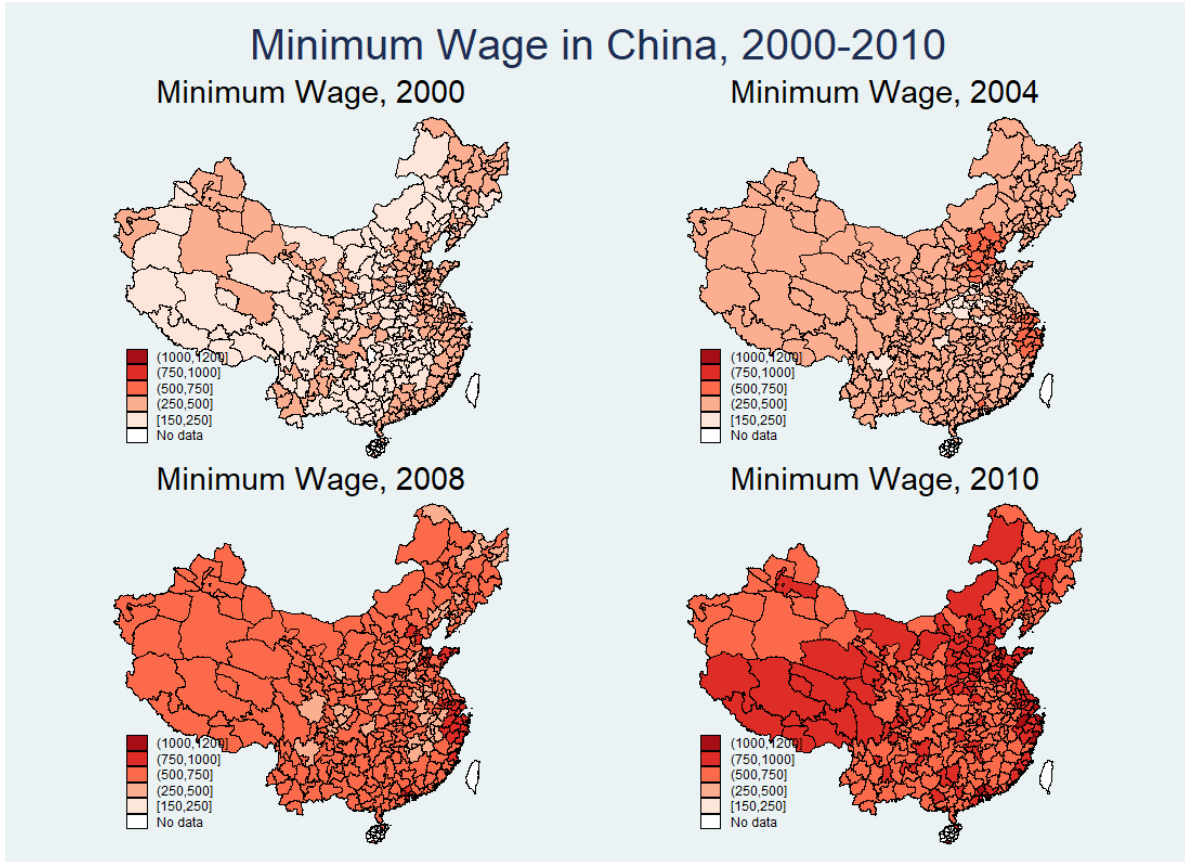 Minimum Wage in China, 2000-2010
Minimum Wage, 2000
(1000,1200]
(750,1000]
(500,750]
(250,500]
[150,250]
No data
Minimum Wage, 2004
(1000,1200]
(750,1000]
(500,750]
(250,500]
[150,250]
No data
Minimum Wage, 2008
(1000,1200]
(750,1000]
(500,750]
(250,500]
[150,250]
No data
Minimum Wage, 2010
(1000,1200]
(750,1000]
(500,750]
(250,500]
[150,250]
No data